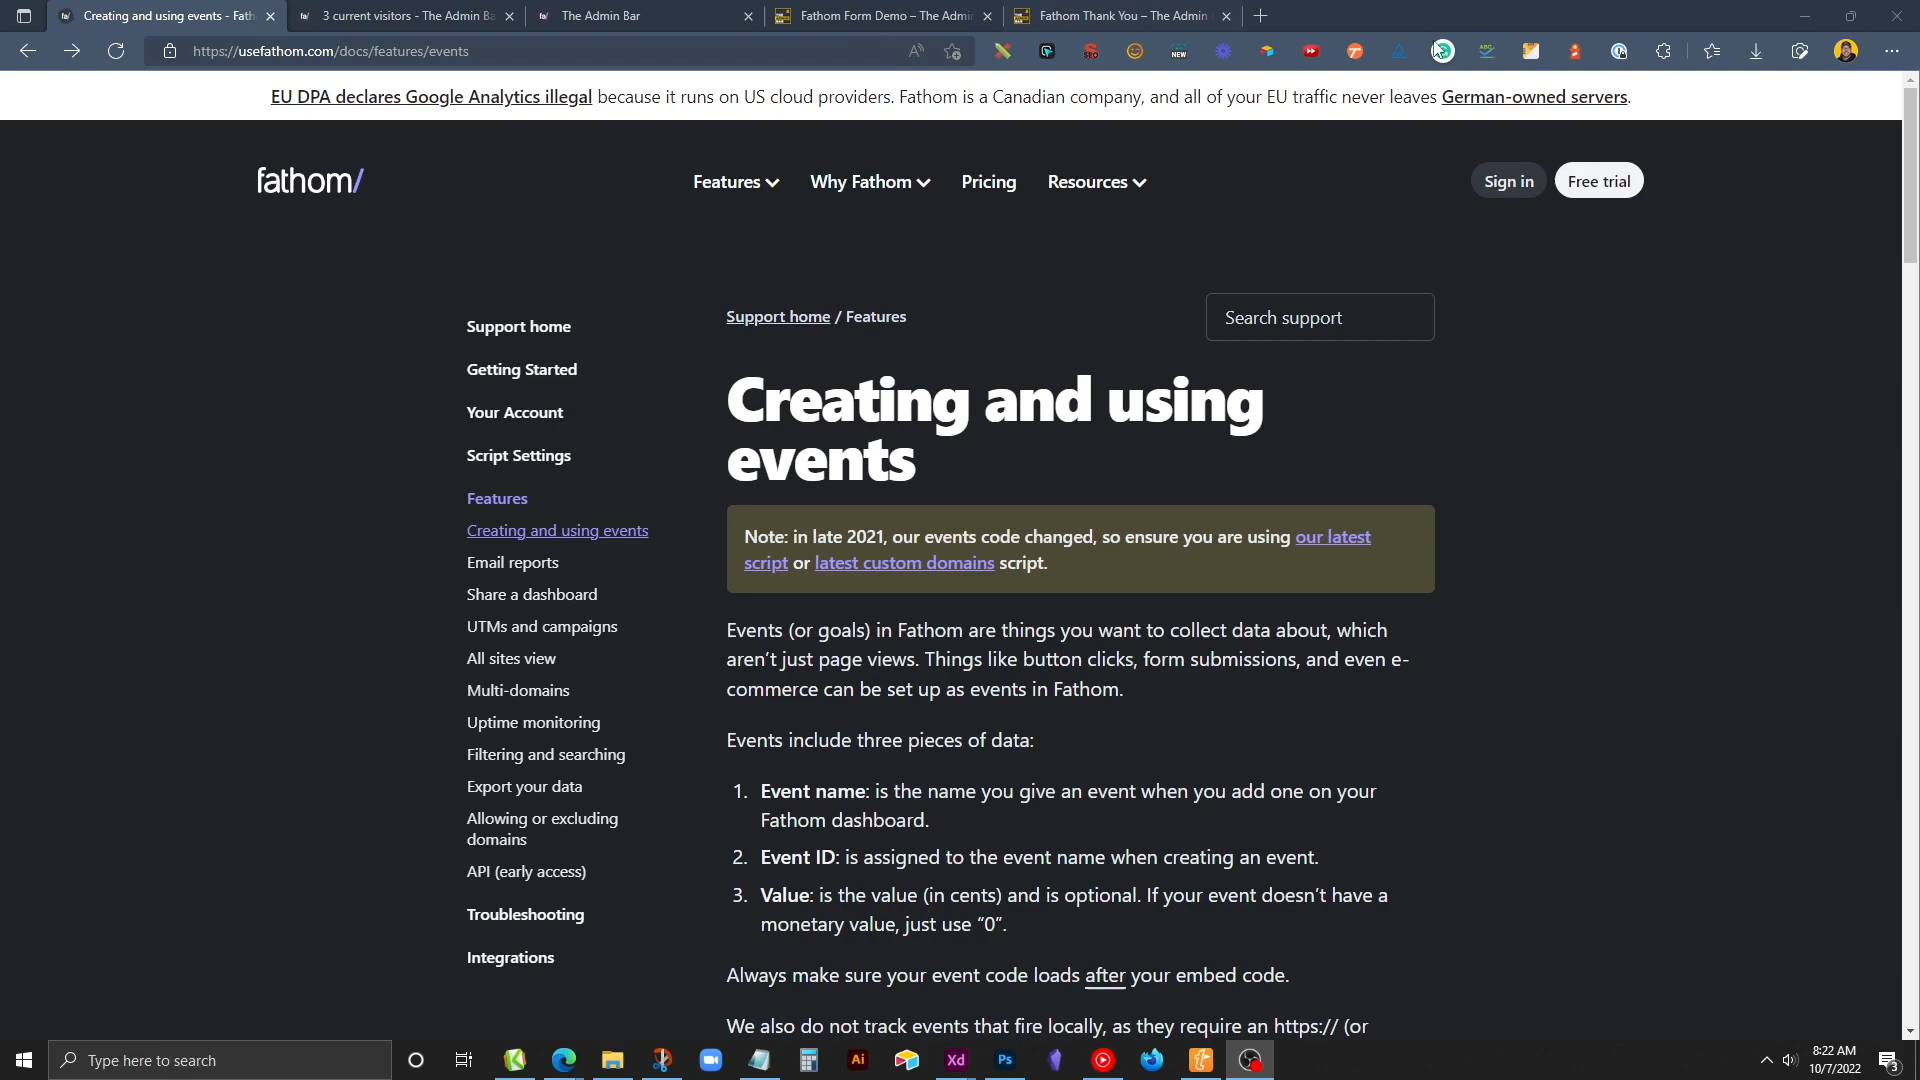 Creating and using events - Fath
3 current visitors - The Admin Ba
The Admin Bar
Fathom Form Demo – The Admin
Fathom Thank You – The Admin
https://usefathom.com/docs/features/events
EU DPA declares Google Analytics illegal because it runs on US cloud providers. Fathom is a Canadian company, and all of your EU traffic never leaves German-owned servers.
fathom/
Features
Why Fathom
Pricing
Resources
Sign in
Free trial
Support home
Getting Started
Your Account
Script Settings
Features
Creating and using events
Email reports
Share a dashboard
UTMs and campaigns
All sites view
Multi-domains
Uptime monitoring
Filtering and searching
Export your data
Allowing or excluding
domains
API (early access)
Troubleshooting
Integrations
Support home / Features
Search support
Creating and using
events
Note: in late 2021, our events code changed, so ensure you are using our latest
script or latest custom domains script.
Events (or goals) in Fathom are things you want to collect data about, which
aren't just page views. Things like button clicks, form submissions, and even e-
commerce can be set up as events in Fathom.
Events include three pieces of data:
1. Event name: is the name you give an event when you add one on your
Fathom dashboard.
2. Event ID: is assigned to the event name when creating an event.
3. Value: is the value (in cents) and is optional. If your event doesn't have a
monetary value, just use "0".
Always make sure your event code loads after your embed code.
We also do not track events that fire locally, as they require an https:// (or
Type here to search
Ai
Xd
Ps
8:22 AM
10/7/2022
3